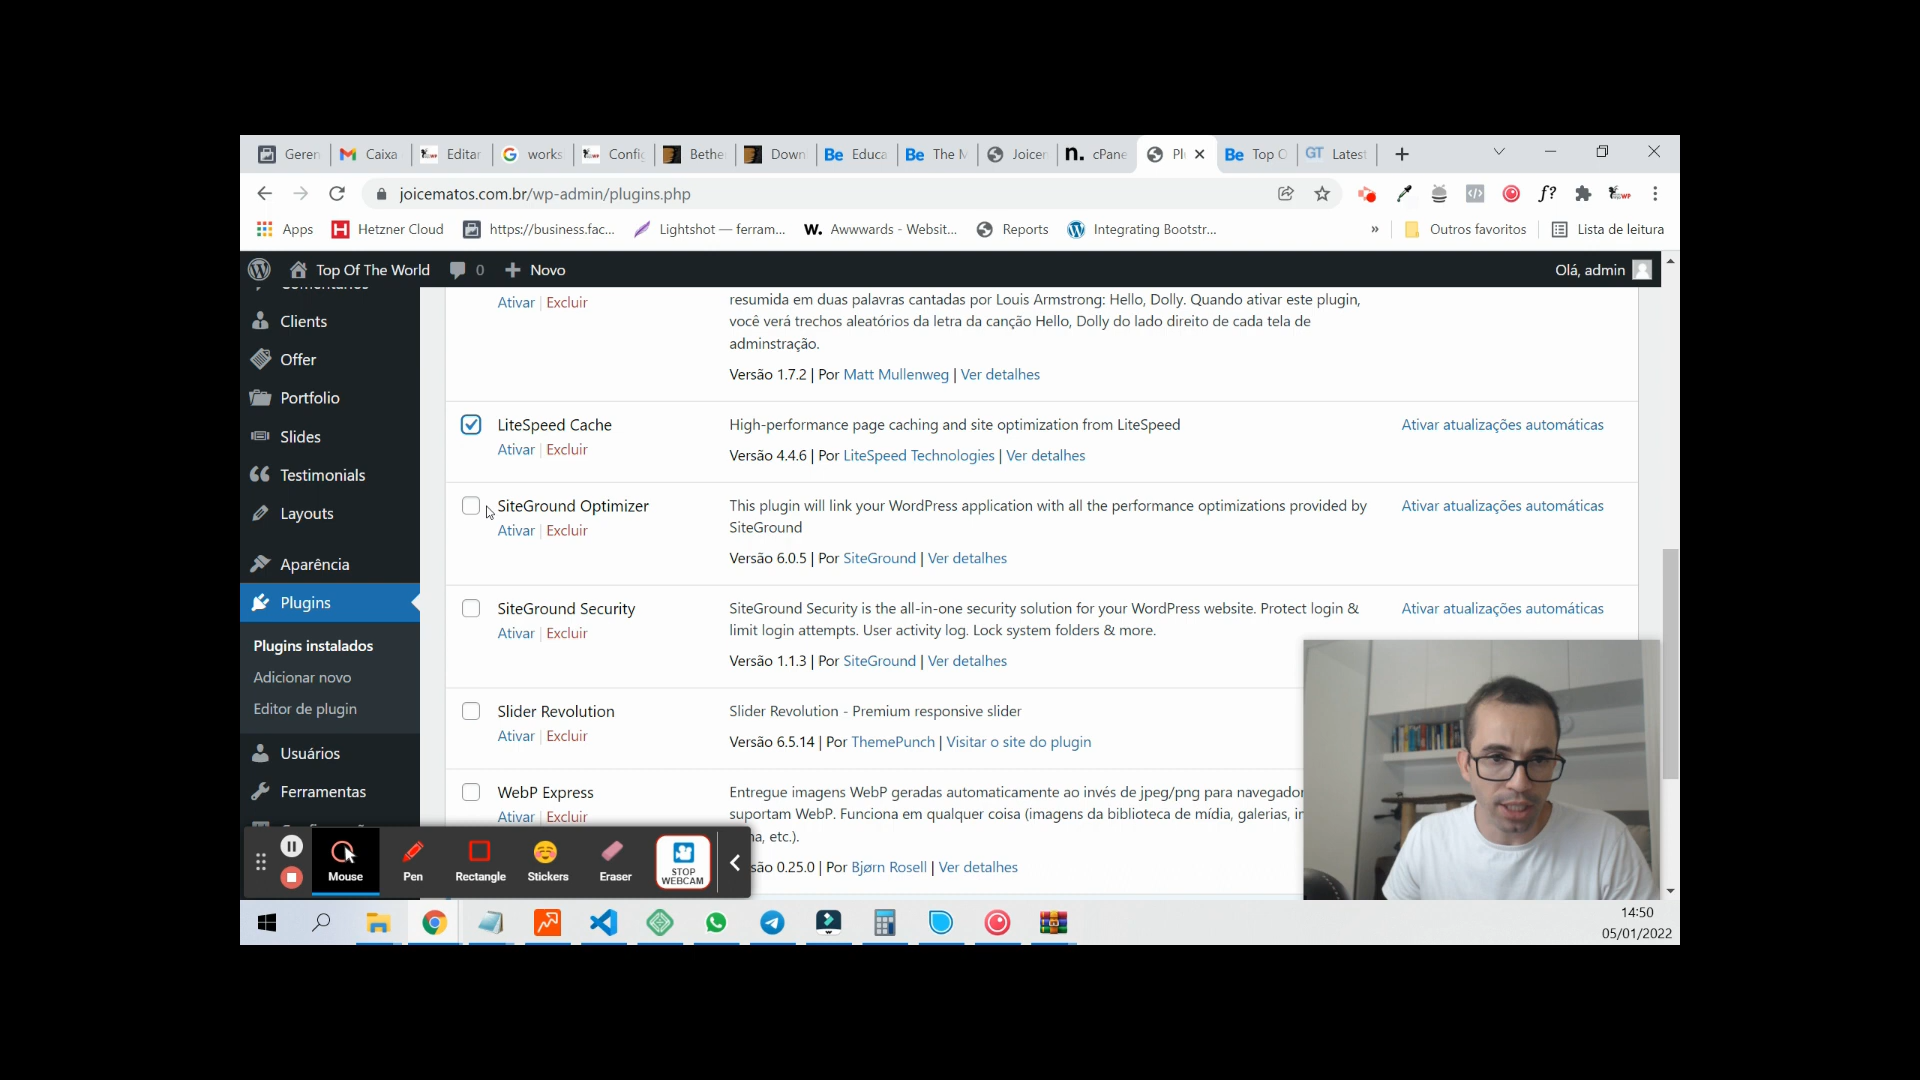 Geren
Caixa
Editar
works
Config
Bethe
Down
Be Educa
Be The M
Joicer
n. cPane
Pl
Be Top O
GT Latest
joicematos.com.br/wp-admin/plugins.php
f?
Apps
Hetzner Cloud
https://business.fac...
Lightshot — ferram...
W. Awwwards - Websit...
Reports
Integrating Bootstr...
»
Outros favoritos
Lista de leitura
Top Of The World
0
Novo
Olá, admin
Comentários
Clients
Offer
Portfolio
Slides
Testimonials
Layouts
Aparência
Plugins
Plugins instalados
Adicionar novo
Editor de plugin
Usuários
Ferramentas
Ativar | Excluir
resumida em duas palavras cantadas por Louis Armstrong: Hello, Dolly. Quando ativar este plugin,
você verá trechos aleatórios da letra da canção Hello, Dolly do lado direito de cada tela de
adminstração.
Versão 1.7.2 | Por Matt Mullenweg | Ver detalhes
LiteSpeed Cache
Ativar | Excluir
High-performance page caching and site optimization from LiteSpeed
Versão 4.4.6 | Por LiteSpeed Technologies | Ver detalhes
Ativar atualizações automáticas
SiteGround Optimizer
Ativar | Excluir
This plugin will link your WordPress application with all the performance optimizations provided by
SiteGround
Versão 6.0.5 | Por SiteGround | Ver detalhes
Ativar atualizações automáticas
SiteGround Security
Ativar | Excluir
SiteGround Security is the all-in-one security solution for your WordPress website. Protect login &
limit login attempts. User activity log. Lock system folders & more.
Versão 1.1.3 | Por SiteGround | Ver detalhes
Ativar atualizações automáticas
Slider Revolution
Ativar | Excluir
Slider Revolution - Premium responsive slider
Versão 6.5.14 | Por ThemePunch | Visitar o site do plugin
WebP Express
Ativar | Excluir
Entregue imagens WebP geradas automaticamente ao invés de jpeg/png para navegador
suportam WebP. Funciona em qualquer coisa (imagens da biblioteca de mídia, galerias, ir
na, etc.).
são 0.25.0 | Por Bjørn Rosell | Ver detalhes
Mouse
Pen
Rectangle
Stickers
Eraser
STOP
WEBCAM
14:50
05/01/2022